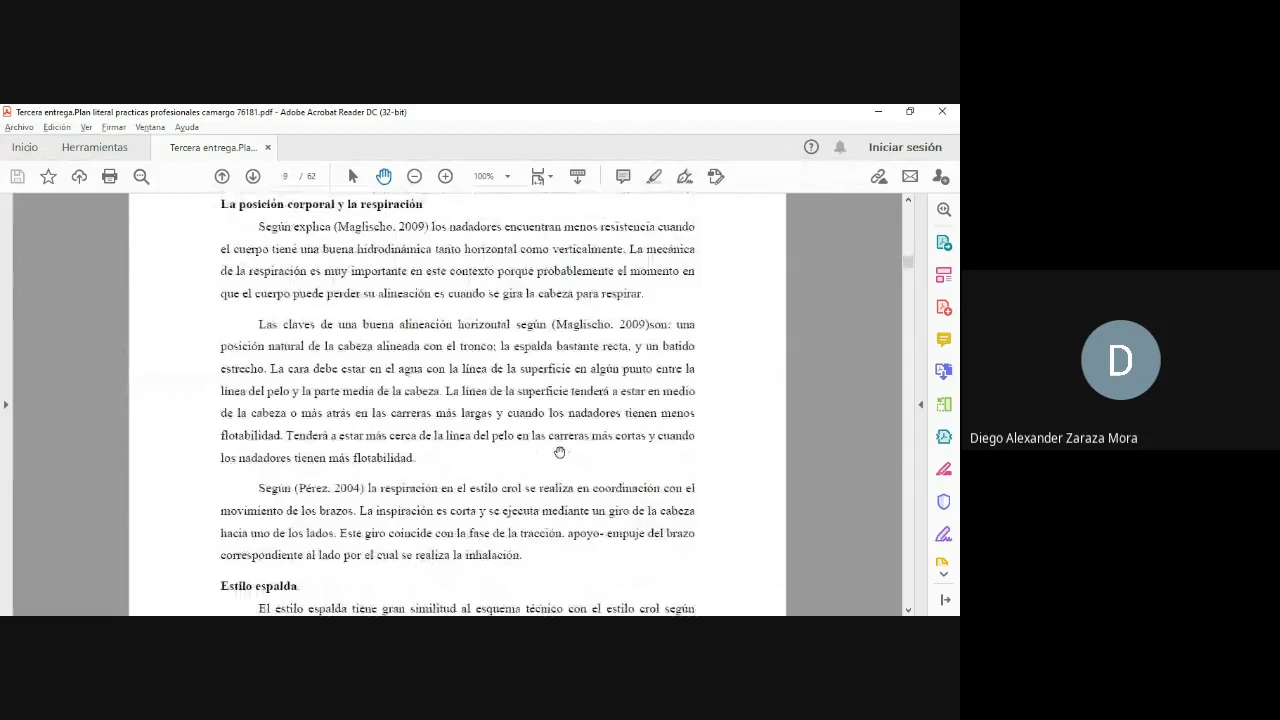 Tercera entrega.Plan literal practicas profesionales camargo 76181.pdf - Adobe Acrobat Reader DC (32-bit)
Archivo Edición Ver Firmar Ventana Ayuda
Inicio Herramientas Tercera entrega.Pla... × Iniciar sesión
9 / 62 100%
La posición corporal y la respiración
Según explica (Maglischo, 2009) los nadadores encuentran menos resistencia cuando
el cuerpo tiene una buena hidrodinámica tanto horizontal como verticalmente. La mecánica
de la respiración es muy importante en este contexto porque probablemente el momento en
que el cuerpo puede perder su alineación es cuando se gira la cabeza para respirar.
Las claves de una buena alineación horizontal según (Maglischo, 2009)son: una
posición natural de la cabeza alineada con el tronco; la espalda bastante recta, y un batido
estrecho. La cara debe estar en el agua con la línea de la superficie en algún punto entre la
línea del pelo y la parte media de la cabeza. La línea de la superficie tenderá a estar en medio
de la cabeza o más atrás en las carreras más largas y cuando los nadadores tienen menos
flotabilidad. Tenderá a estar más cerca de la línea del pelo en las carreras más cortas y cuando
los nadadores tienen más flotabilidad.
Según (Pérez, 2004) la respiración en el estilo crol se realiza en coordinación con el
movimiento de los brazos. La inspiración es corta y se ejecuta mediante un giro de la cabeza
hacia uno de los lados. Este giro coincide con la fase de la tracción, apoyo- empuje del brazo
correspondiente al lado por el cual se realiza la inhalación.
Estilo espalda
El estilo espalda tiene gran similitud al esquema técnico con el estilo crol según
D
Diego Alexander Zaraza Mora